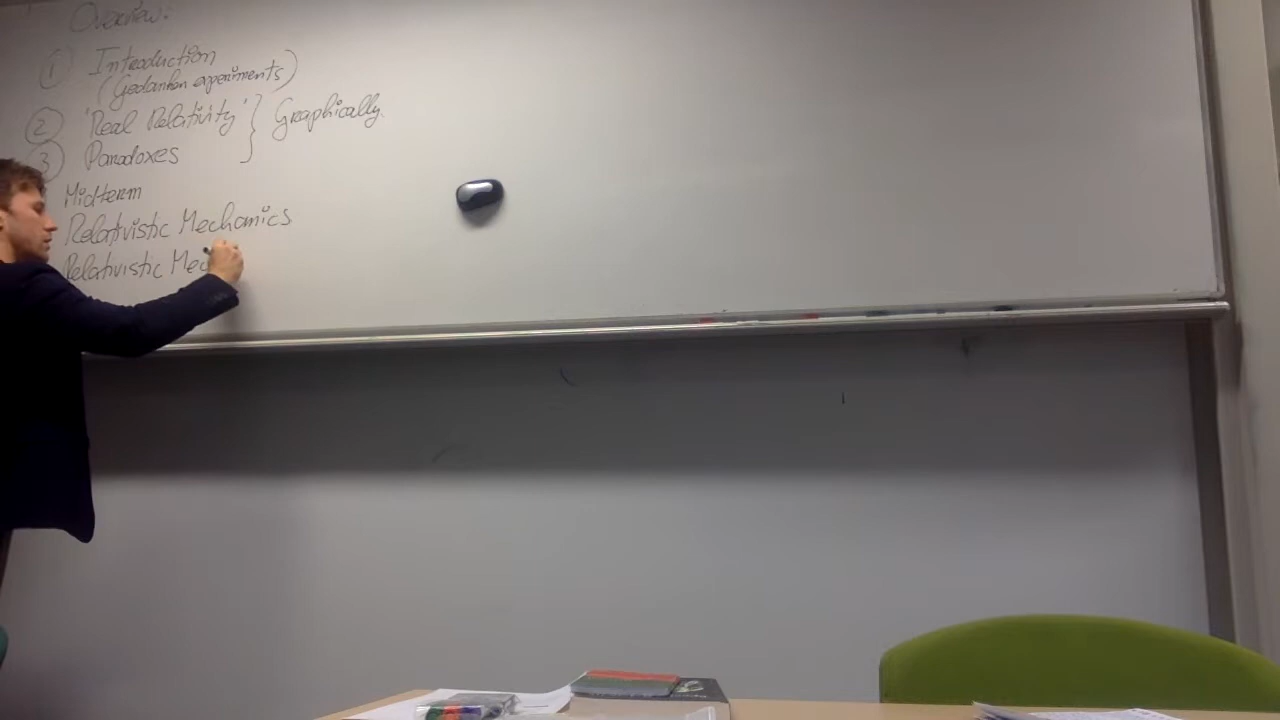 Overview:
① Introduction
(Gedanken experiments)
② 'Real Relativity' } Graphically.
③ Paradoxes
Midterm
Relativistic Mechanics
Relativistic Mec